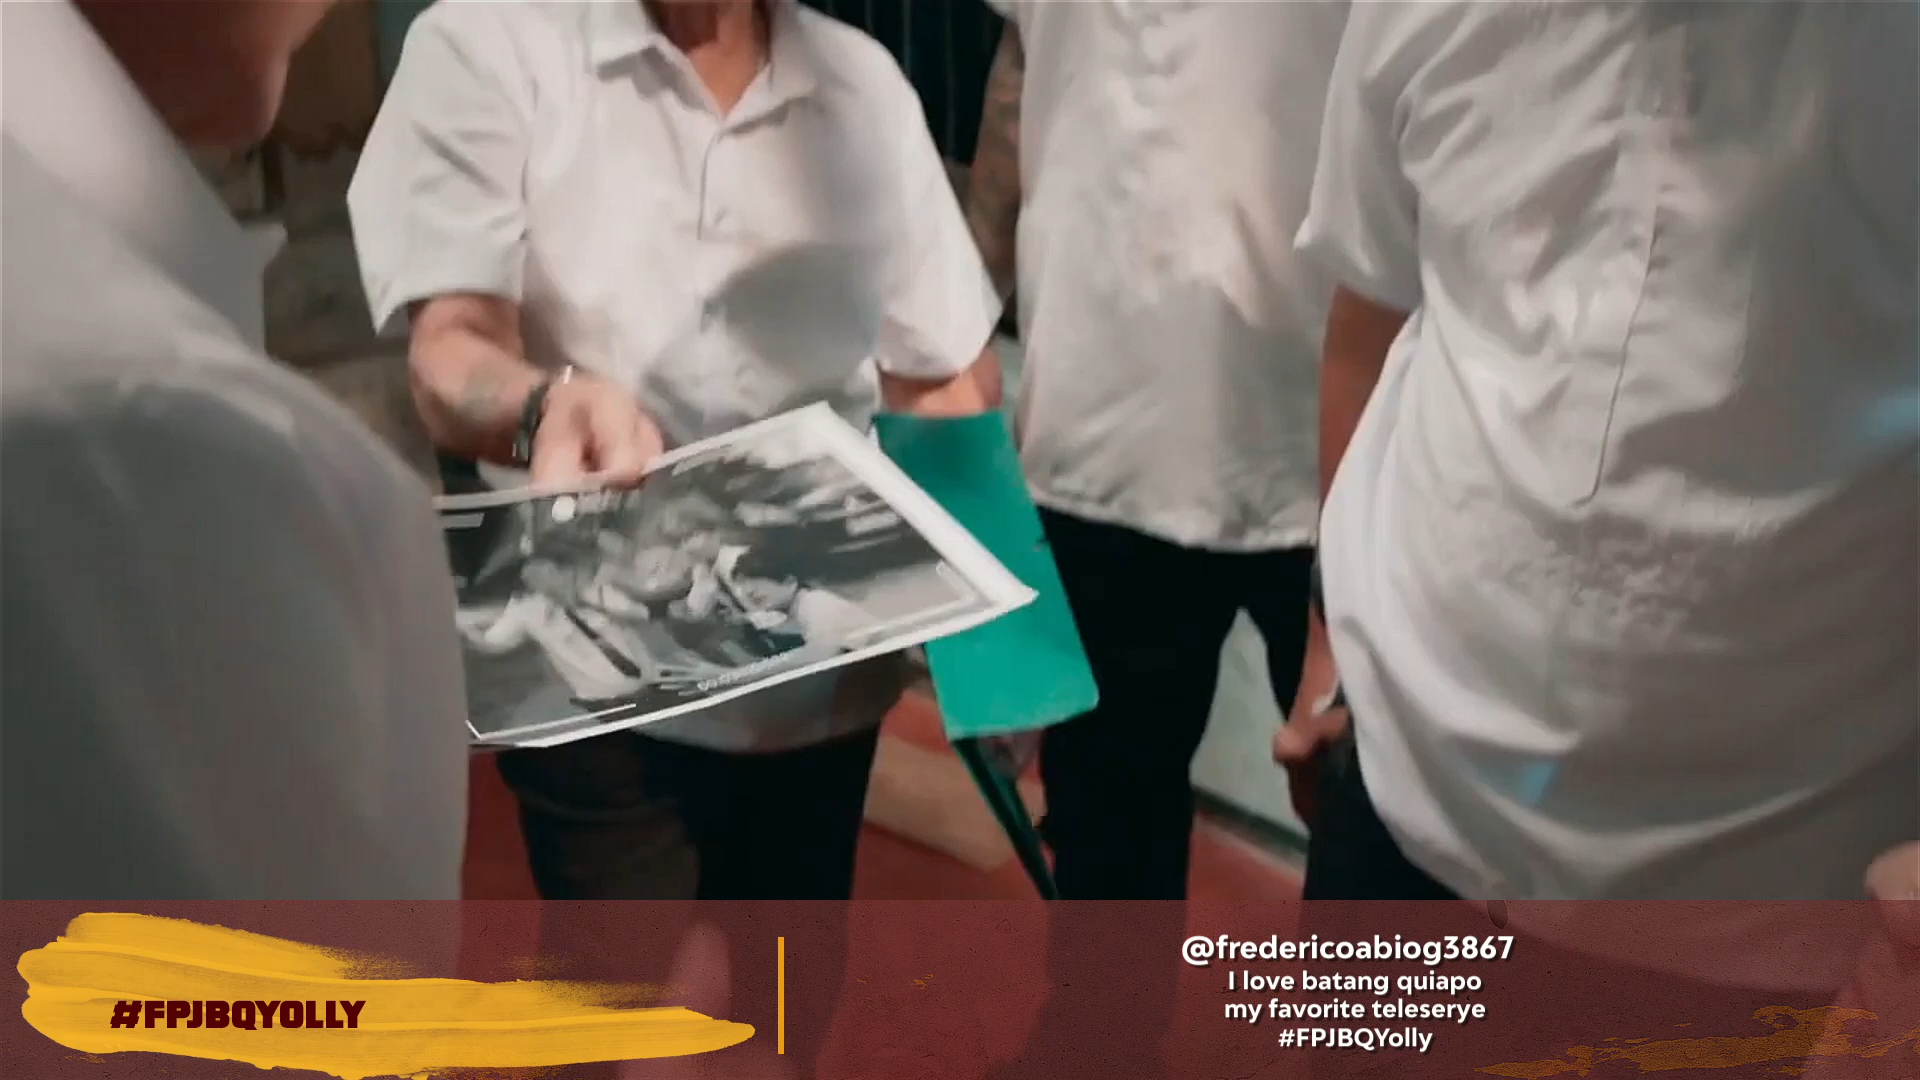 #FPJBQYOLLY
@fredericoabiog3867
I love batang quiapo
my favorite teleserye
#FPJBQYolly